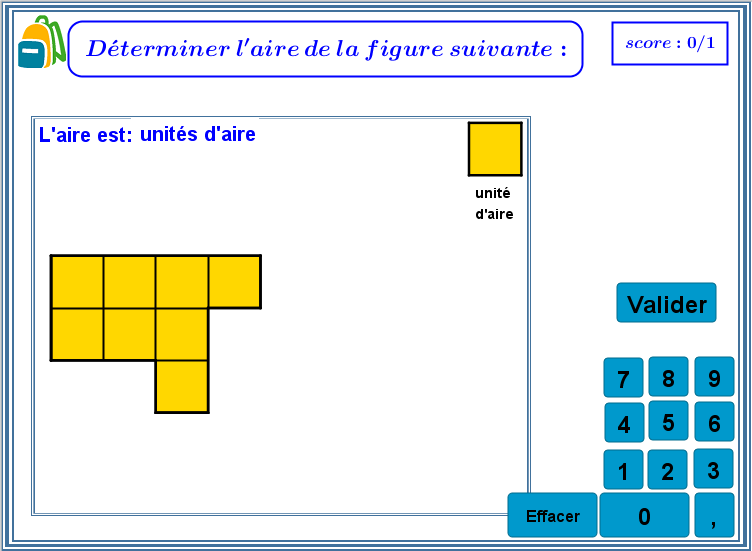 Déterminer l'aire de la figure suivante :
score : 0/1
L'aire est: unités d'aire
unité
d'aire
Valider
7 8 9
4 5 6
1 2 3
Effacer 0 ,